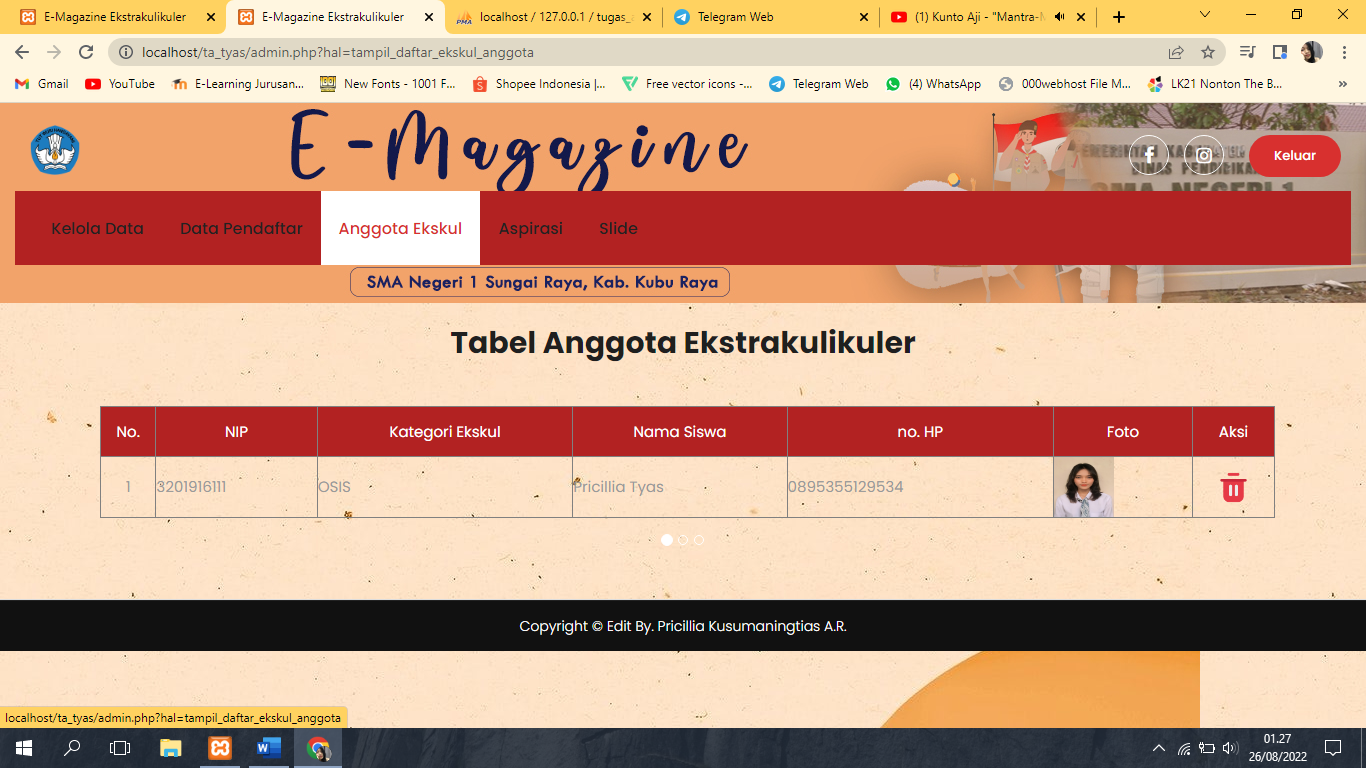 E-Magazine Ekstrakulikuler
E-Magazine Ekstrakulikuler
localhost / 127.0.0.1 / tugas_a
Telegram Web
(1) Kunto Aji - "Mantra-M
localhost/ta_tyas/admin.php?hal=tampil_daftar_ekskul_anggota
Gmail
YouTube
E-Learning Jurusan...
New Fonts - 1001 F...
Shopee Indonesia |...
Free vector icons -...
Telegram Web
(4) WhatsApp
000webhost File M...
LK21 Nonton The B...
E-Magazine
Keluar
SMA NEGERI 1
Kelola Data
Data Pendaftar
Anggota Ekskul
Aspirasi
Slide
SMA Negeri 1 Sungai Raya, Kab. Kubu Raya
Tabel Anggota Ekstrakulikuler
No. NIP Kategori Ekskul Nama Siswa no. HP Foto Aksi
1 3201916111 OSIS Pricillia Tyas 0895355129534
Copyright © Edit By. Pricillia Kusumaningtias A.R.
localhost/ta_tyas/admin.php?hal=tampil_daftar_ekskul_anggota
01.27
26/08/2022